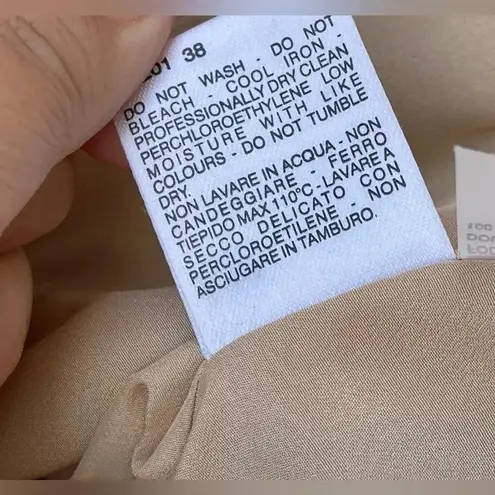 201 38
DO NOT WASH - DO NOT
BLEACH - COOL IRON -
PROFESSIONALLY DRY CLEAN
PERCHLOROETHYLENE LOW
MOISTURE WITH LIKE
COLOURS - DO NOT TUMBLE
DRY.
NON LAVARE IN ACQUA - NON
CANDEGGIARE - FERRO
TIEPIDO MAX 110°C - LAVARE A
SECCO DELICATO CON
PERCLOROETILENE - NON
ASCIUGARE IN TAMBURO.